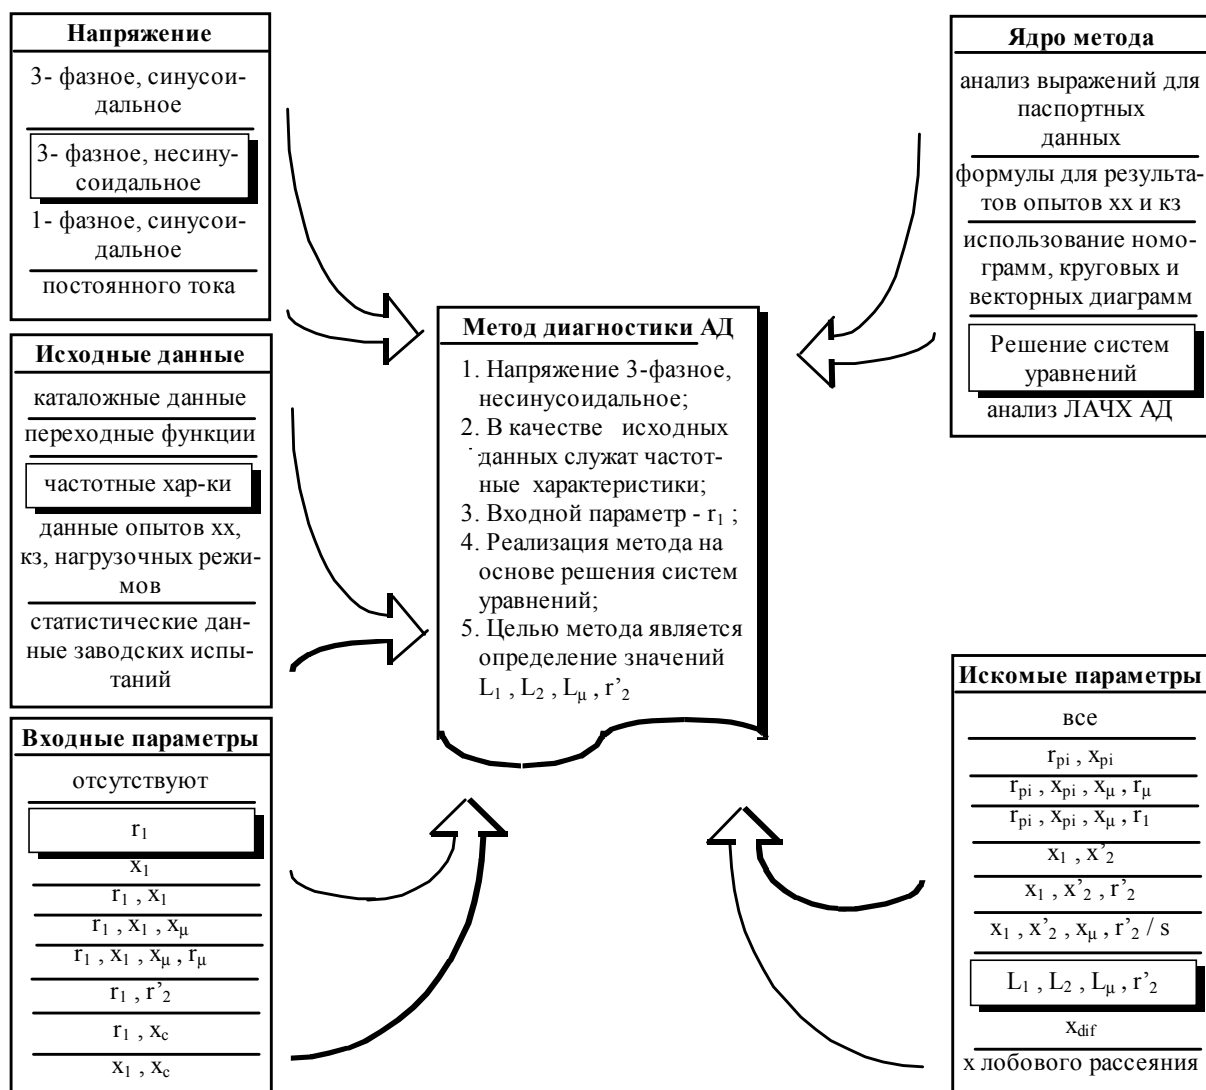 Напряжение
3- фазное, синусои-
дальное
3- фазное, несину-
соидальное
1- фазное, синусои-
дальное
постоянного тока
Исходные данные
каталожные данные
переходные функции
частотные хар-ки
данные опытов хх,
кз, нагрузочных режи-
мов
статистические дан-
ные заводских испы-
таний
Входные параметры
отсутствуют
r₁
x₁
r₁ , x₁
r₁ , x₁ , xμ
r₁ , x₁ , xμ , rμ
r₁ , r’₂
r₁ , xc
x₁ , xc
Метод диагностики АД
1. Напряжение 3-фазное,
несинусоидальное;
2. В качестве исходных
данных служат частот-
ные характеристики;
3. Входной параметр - r₁ ;
4. Реализация метода на
основе решения систем
уравнений;
5. Целью метода является
определение значений
L₁ , L₂ , Lμ , r’₂
Ядро метода
анализ выражений для
паспортных
данных
формулы для результа-
тов опытов хх и кз
использование номо-
грамм, круговых и
векторных диаграмм
Решение систем
уравнений
анализ ЛАЧХ АД
Искомые параметры
все
rpi , xpi
rpi , xpi , xμ , rμ
rpi , xpi , xμ , r₁
x₁ , x’₂
x₁ , x’₂ , r’₂
x₁ , x’₂ , xμ , r’₂ / s
L₁ , L₂ , Lμ , r’₂
xdif
х лобового рассеяния